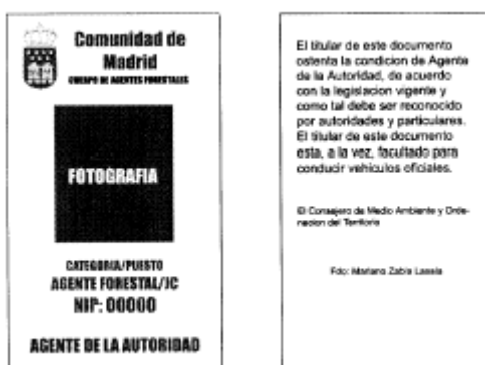 Comunidad de
Madrid
CUERPO DE AGENTES FORESTALES
FOTOGRAFIA
CATEGORIA/PUESTO
AGENTE FORESTAL/JC
NIP: 00000
AGENTE DE LA AUTORIDAD
El titular de este documento
ostenta la condicion de Agente
de la Autoridad, de acuerdo
con la legislacion vigente y
como tal debe ser reconocido
por autoridades y particulares.
El titular de este documento
esta, a la vez, facultado para
conducir vehiculos oficiales.
El Consejero de Medio Ambiente y Orde-
nacion del Territorio
Fdo: Mariano Zabia Lasala